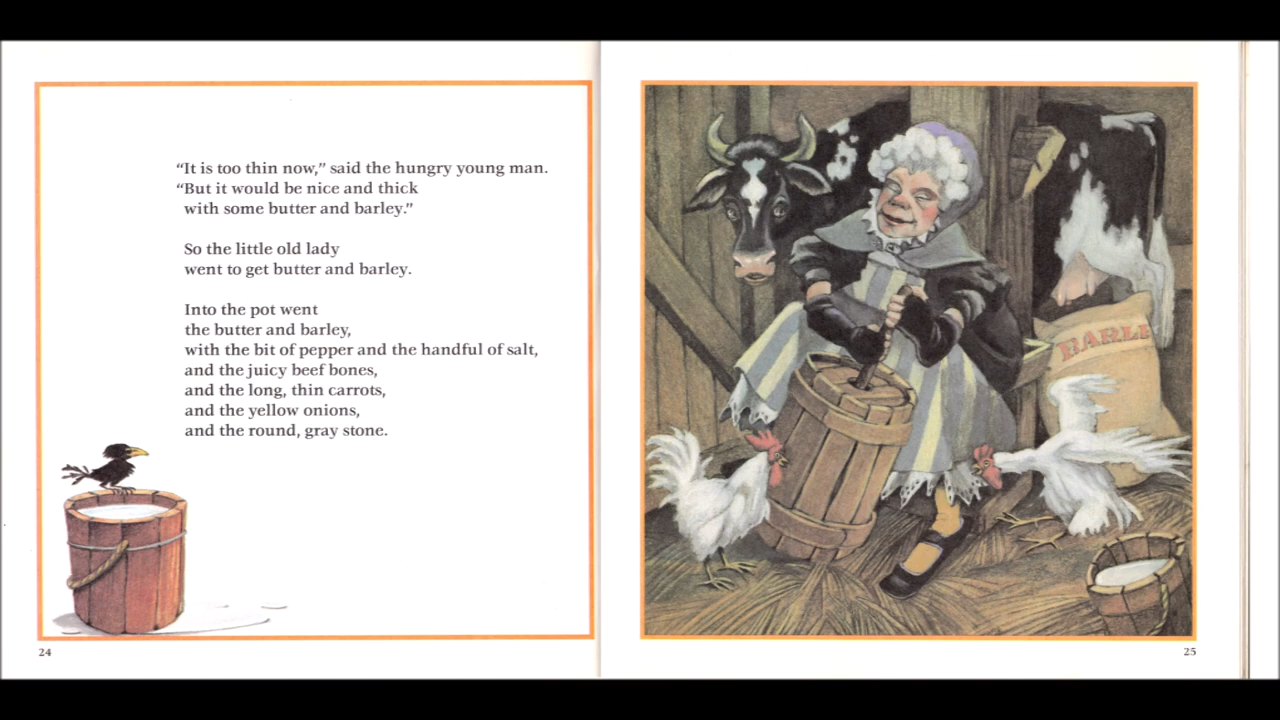 “It is too thin now,” said the hungry young man.
“But it would be nice and thick
with some butter and barley.”
So the little old lady
went to get butter and barley.
Into the pot went
the butter and barley,
with the bit of pepper and the handful of salt,
and the juicy beef bones,
and the long, thin carrots,
and the yellow onions,
and the round, gray stone.
BARLE
24
25